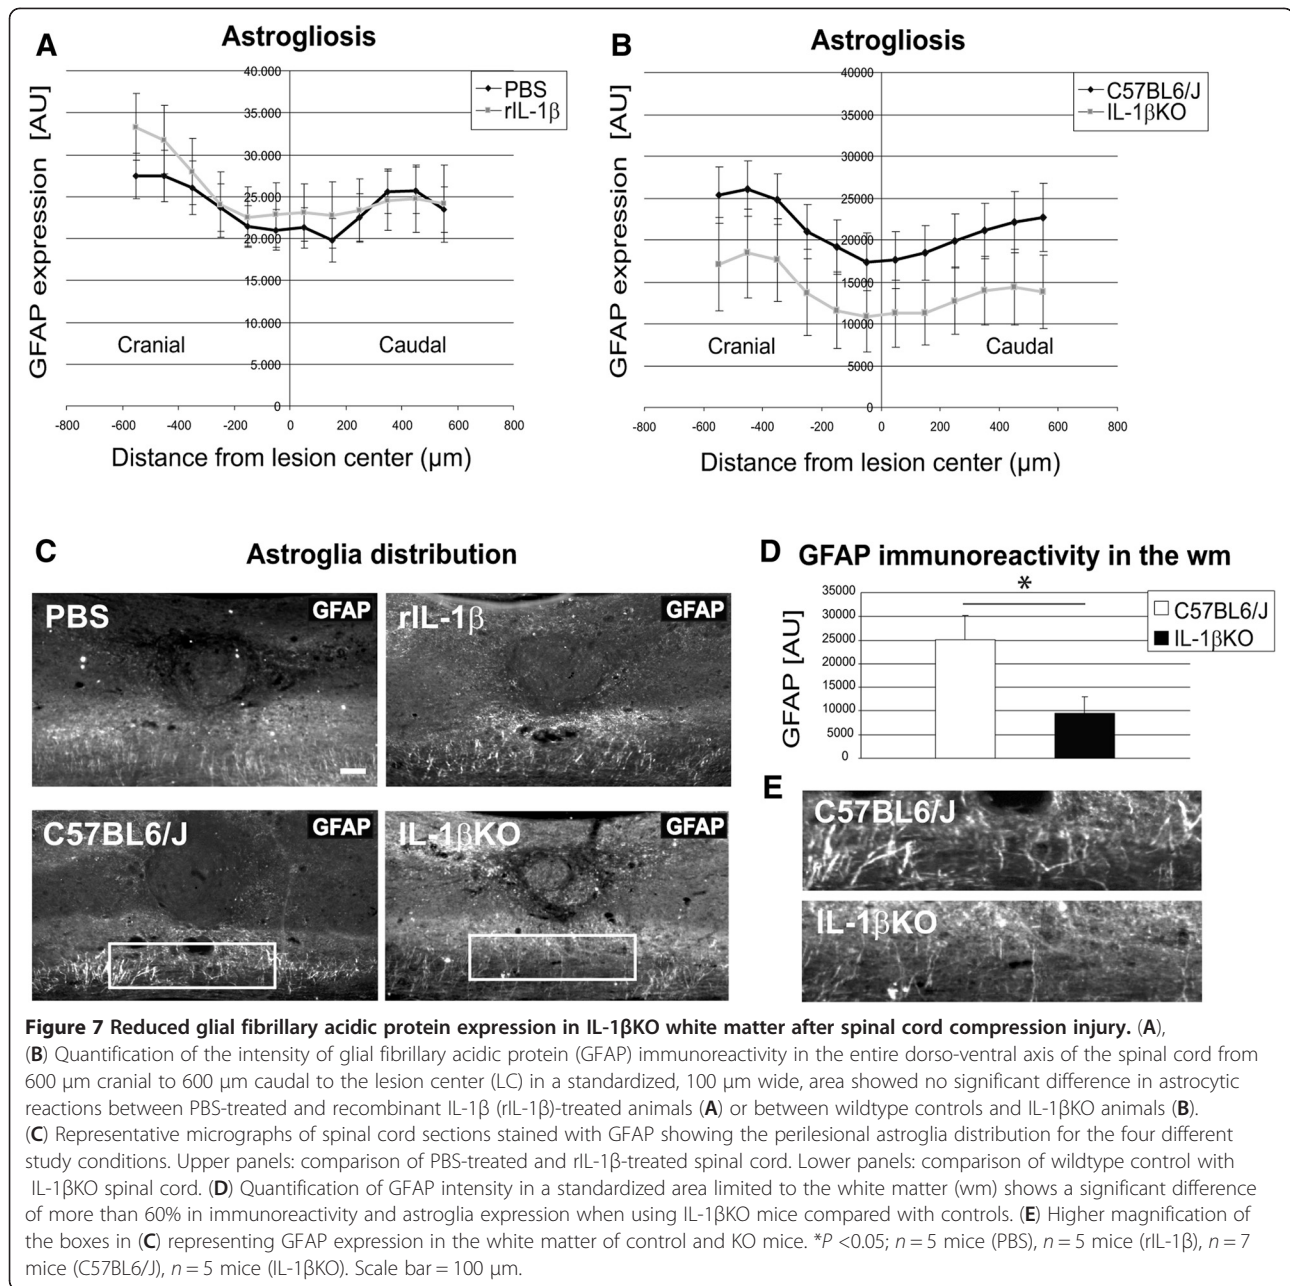 A
Astrogliosis
GFAP expression [AU]
40.000
35.000
30.000
25.000
20.000
15.000
10.000
5.000
0
PBS
rIL-1β
Cranial
Caudal
-800
-600
-400
-200
0
200
400
600
800
Distance from lesion center (µm)
B
Astrogliosis
GFAP expression [AU]
40000
35000
30000
25000
20000
15000
10000
5000
0
C57BL6/J
IL-1βKO
Cranial
Caudal
-800
-600
-400
-200
0
200
400
600
800
Distance from lesion center (µm)
C
Astroglia distribution
PBS
GFAP
rIL-1β
GFAP
C57BL6/J
GFAP
IL-1βKO
GFAP
D GFAP immunoreactivity in the wm
GFAP [AU]
35000
30000
25000
20000
15000
10000
5000
0
*
C57BL6/J
IL-1βKO
E
C57BL6/J
IL-1βKO
Figure 7 Reduced glial fibrillary acidic protein expression in IL-1βKO white matter after spinal cord compression injury. (A),
(B) Quantification of the intensity of glial fibrillary acidic protein (GFAP) immunoreactivity in the entire dorso-ventral axis of the spinal cord from
600 µm cranial to 600 µm caudal to the lesion center (LC) in a standardized, 100 µm wide, area showed no significant difference in astrocytic
reactions between PBS-treated and recombinant IL-1β (rIL-1β)-treated animals (A) or between wildtype controls and IL-1βKO animals (B).
(C) Representative micrographs of spinal cord sections stained with GFAP showing the perilesional astroglia distribution for the four different
study conditions. Upper panels: comparison of PBS-treated and rIL-1β-treated spinal cord. Lower panels: comparison of wildtype control with
IL-1βKO spinal cord. (D) Quantification of GFAP intensity in a standardized area limited to the white matter (wm) shows a significant difference
of more than 60% in immunoreactivity and astroglia expression when using IL-1βKO mice compared with controls. (E) Higher magnification of
the boxes in (C) representing GFAP expression in the white matter of control and KO mice. *P <0.05; n = 5 mice (PBS), n = 5 mice (rIL-1β), n = 7
mice (C57BL6/J), n = 5 mice (IL-1βKO). Scale bar = 100 µm.